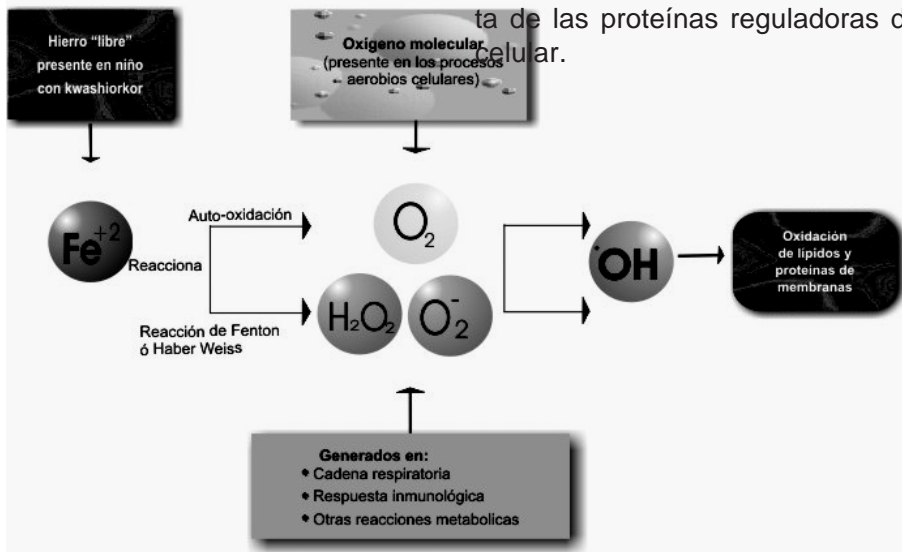 ta de las proteínas reguladoras d
celular.
Hierro “libre”
presente en niño
con kwashiorkor
Oxígeno molecular
(presente en los procesos
aerobios celulares)
Fe+2
Auto-oxidación
Reacciona
Reacción de Fenton
ó Haber Weiss
O2
H2O2
O2-
•OH
Oxidación
de lípidos y
proteínas de
membranas
Generados en:
• Cadena respiratoria
• Respuesta inmunológica
• Otras reacciones metabolicas